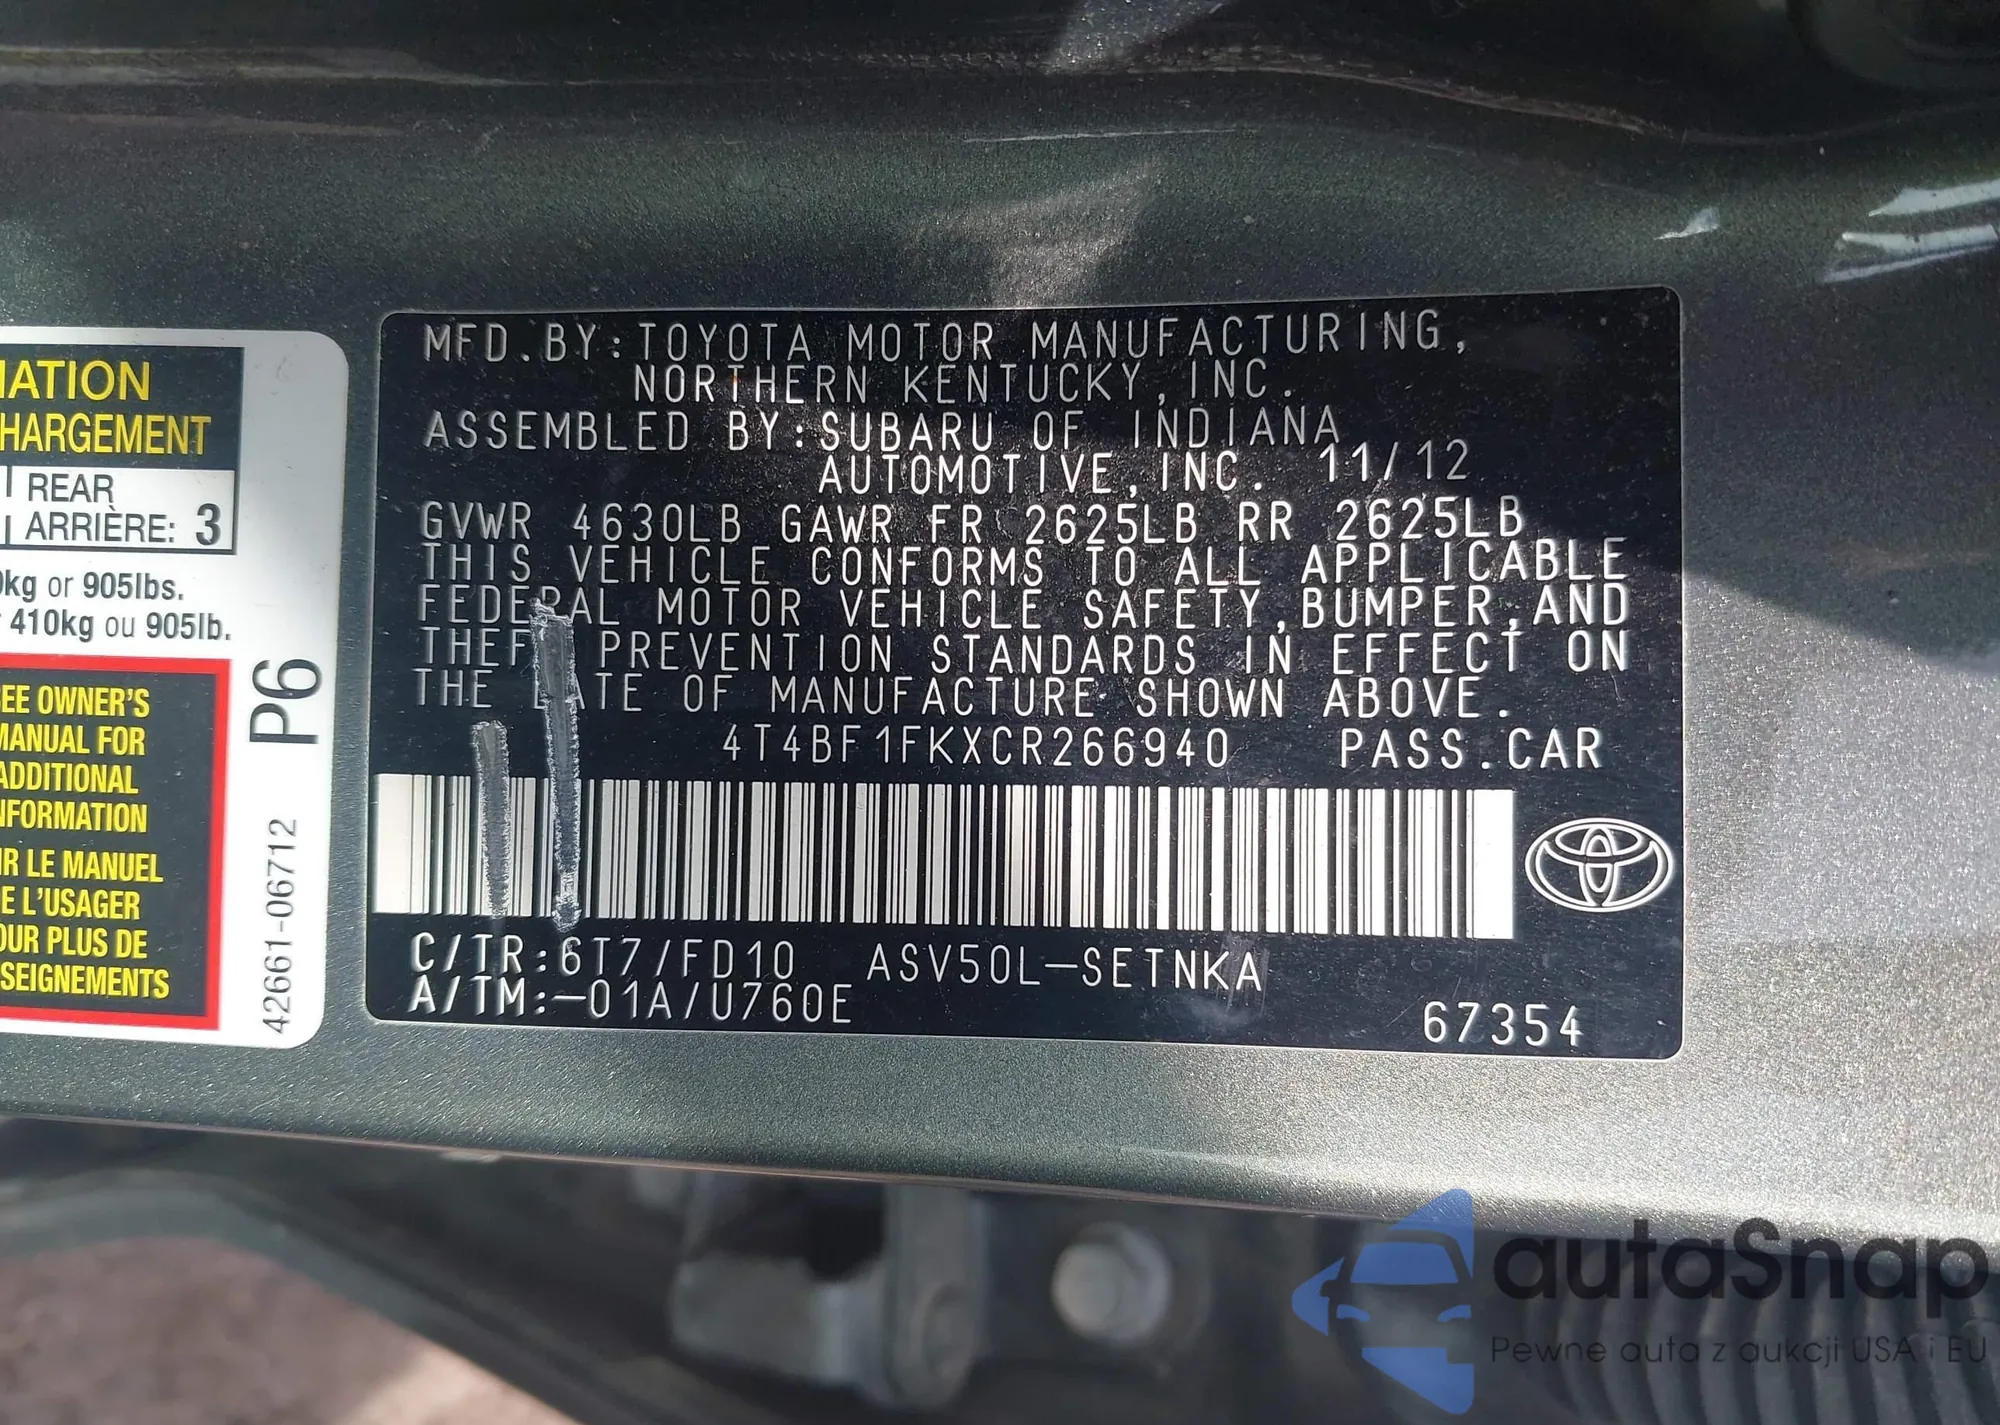 MFD.BY:TOYOTA MOTOR MANUFACTURING,
NORTHERN KENTUCKY,INC.
ASSEMBLED BY:SUBARU OF INDIANA
AUTOMOTIVE,INC. 11/12
GVWR 4630LB GAWR FR 2625LB RR 2625LB
THIS VEHICLE CONFORMS TO ALL APPLICABLE
FEDERAL MOTOR VEHICLE SAFETY,BUMPER,AND
THEFT PREVENTION STANDARDS IN EFFECT ON
THE DATE OF MANUFACTURE SHOWN ABOVE.
4T4BF1FKXCR266940 PASS.CAR
C/TR:6T7/FD10 ASV50L-SETNKA
A/TM:-01A/U760E
67354
IATION
HARGEMENT
REAR
ARRIÈRE: 3
0kg or 905lbs.
410kg ou 905lb.
EE OWNER'S
MANUAL FOR
ADDITIONAL
NFORMATION
IR LE MANUEL
E L'USAGER
OUR PLUS DE
SEIGNEMENTS
P6
42661-06712
autaSnap
Pewne auta z aukcji USA i EU